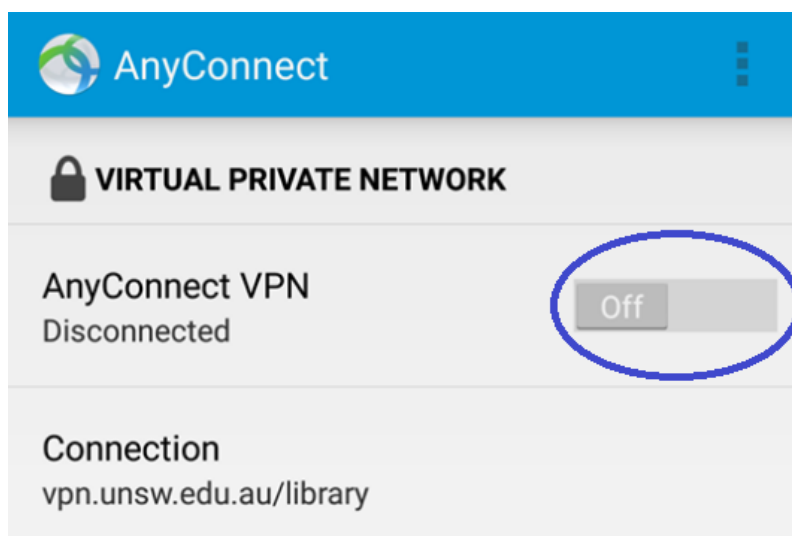 AnyConnect
VIRTUAL PRIVATE NETWORK
AnyConnect VPN
Disconnected
Off
Connection
vpn.unsw.edu.au/library